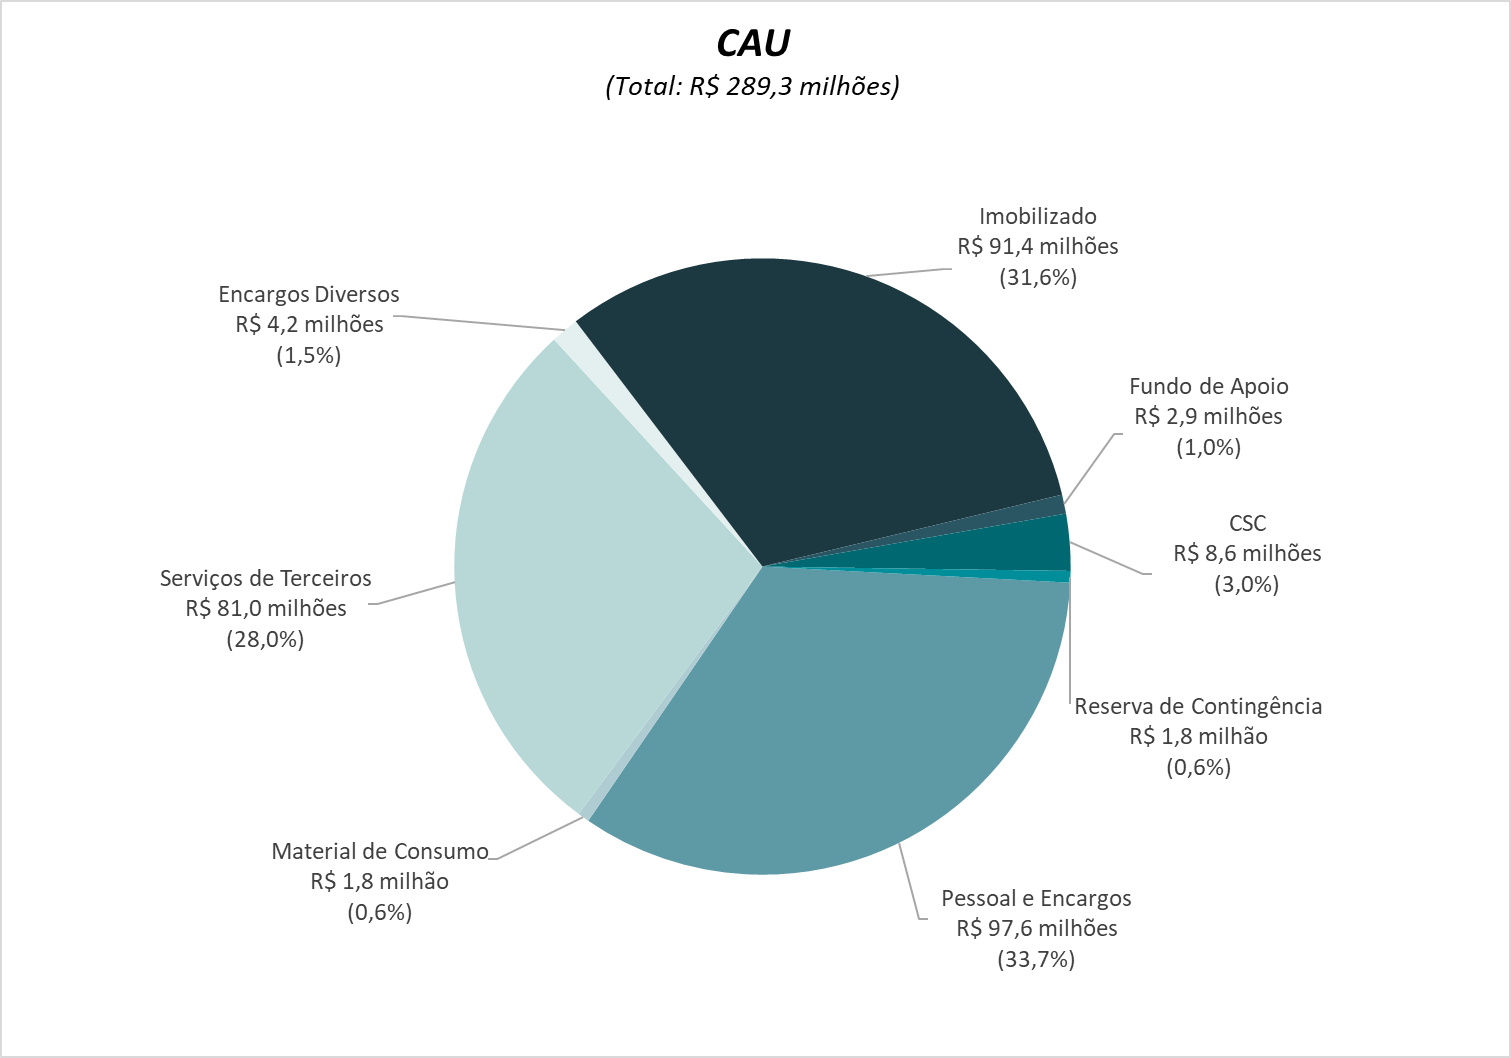 CAU
(Total: R$ 289,3 milhões)
Imobilizado
R$ 91,4 milhões
(31,6%)
Encargos Diversos
R$ 4,2 milhões
(1,5%)
Fundo de Apoio
R$ 2,9 milhões
(1,0%)
CSC
R$ 8,6 milhões
(3,0%)
Serviços de Terceiros
R$ 81,0 milhões
(28,0%)
Reserva de Contingência
R$ 1,8 milhão
(0,6%)
Material de Consumo
R$ 1,8 milhão
(0,6%)
Pessoal e Encargos
R$ 97,6 milhões
(33,7%)